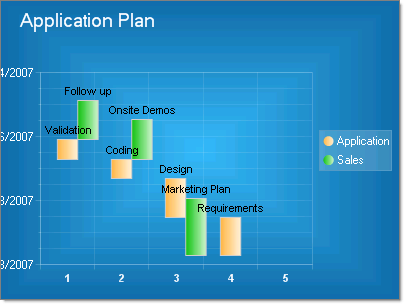 Application Plan
4/2007
Follow up
Onsite Demos
Validation
6/2007
Coding
Application
Sales
Design
Marketing Plan
3/2007
Requirements
3/2007
1 2 3 4 5